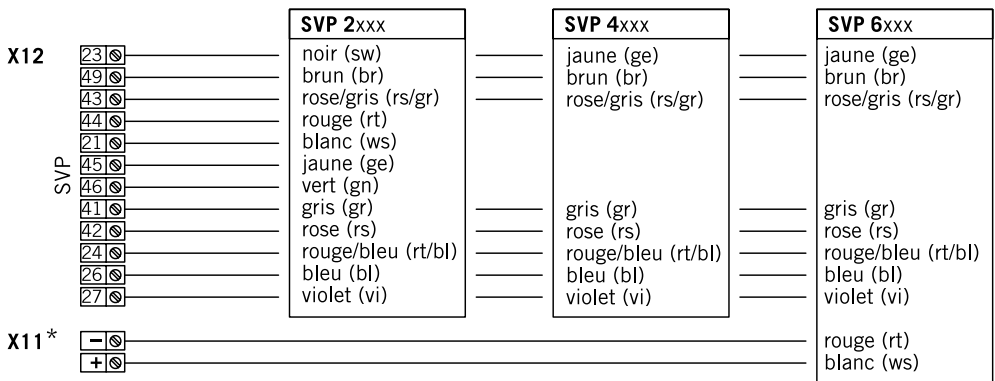 SVP 2xxx SVP 4xxx SVP 6xxx
X12 23 noir (sw) jaune (ge) jaune (ge)
49 brun (br) brun (br) brun (br)
43 rose/gris (rs/gr) rose/gris (rs/gr) rose/gris (rs/gr)
44 rouge (rt)
21 blanc (ws)
SVP 45 jaune (ge)
46 vert (gn)
41 gris (gr) gris (gr) gris (gr)
42 rose (rs) rose (rs) rose (rs)
24 rouge/bleu (rt/bl) rouge/bleu (rt/bl) rouge/bleu (rt/bl)
26 bleu (bl) bleu (bl) bleu (bl)
27 violet (vi) violet (vi) violet (vi)
X11* − rouge (rt)
+ blanc (ws)